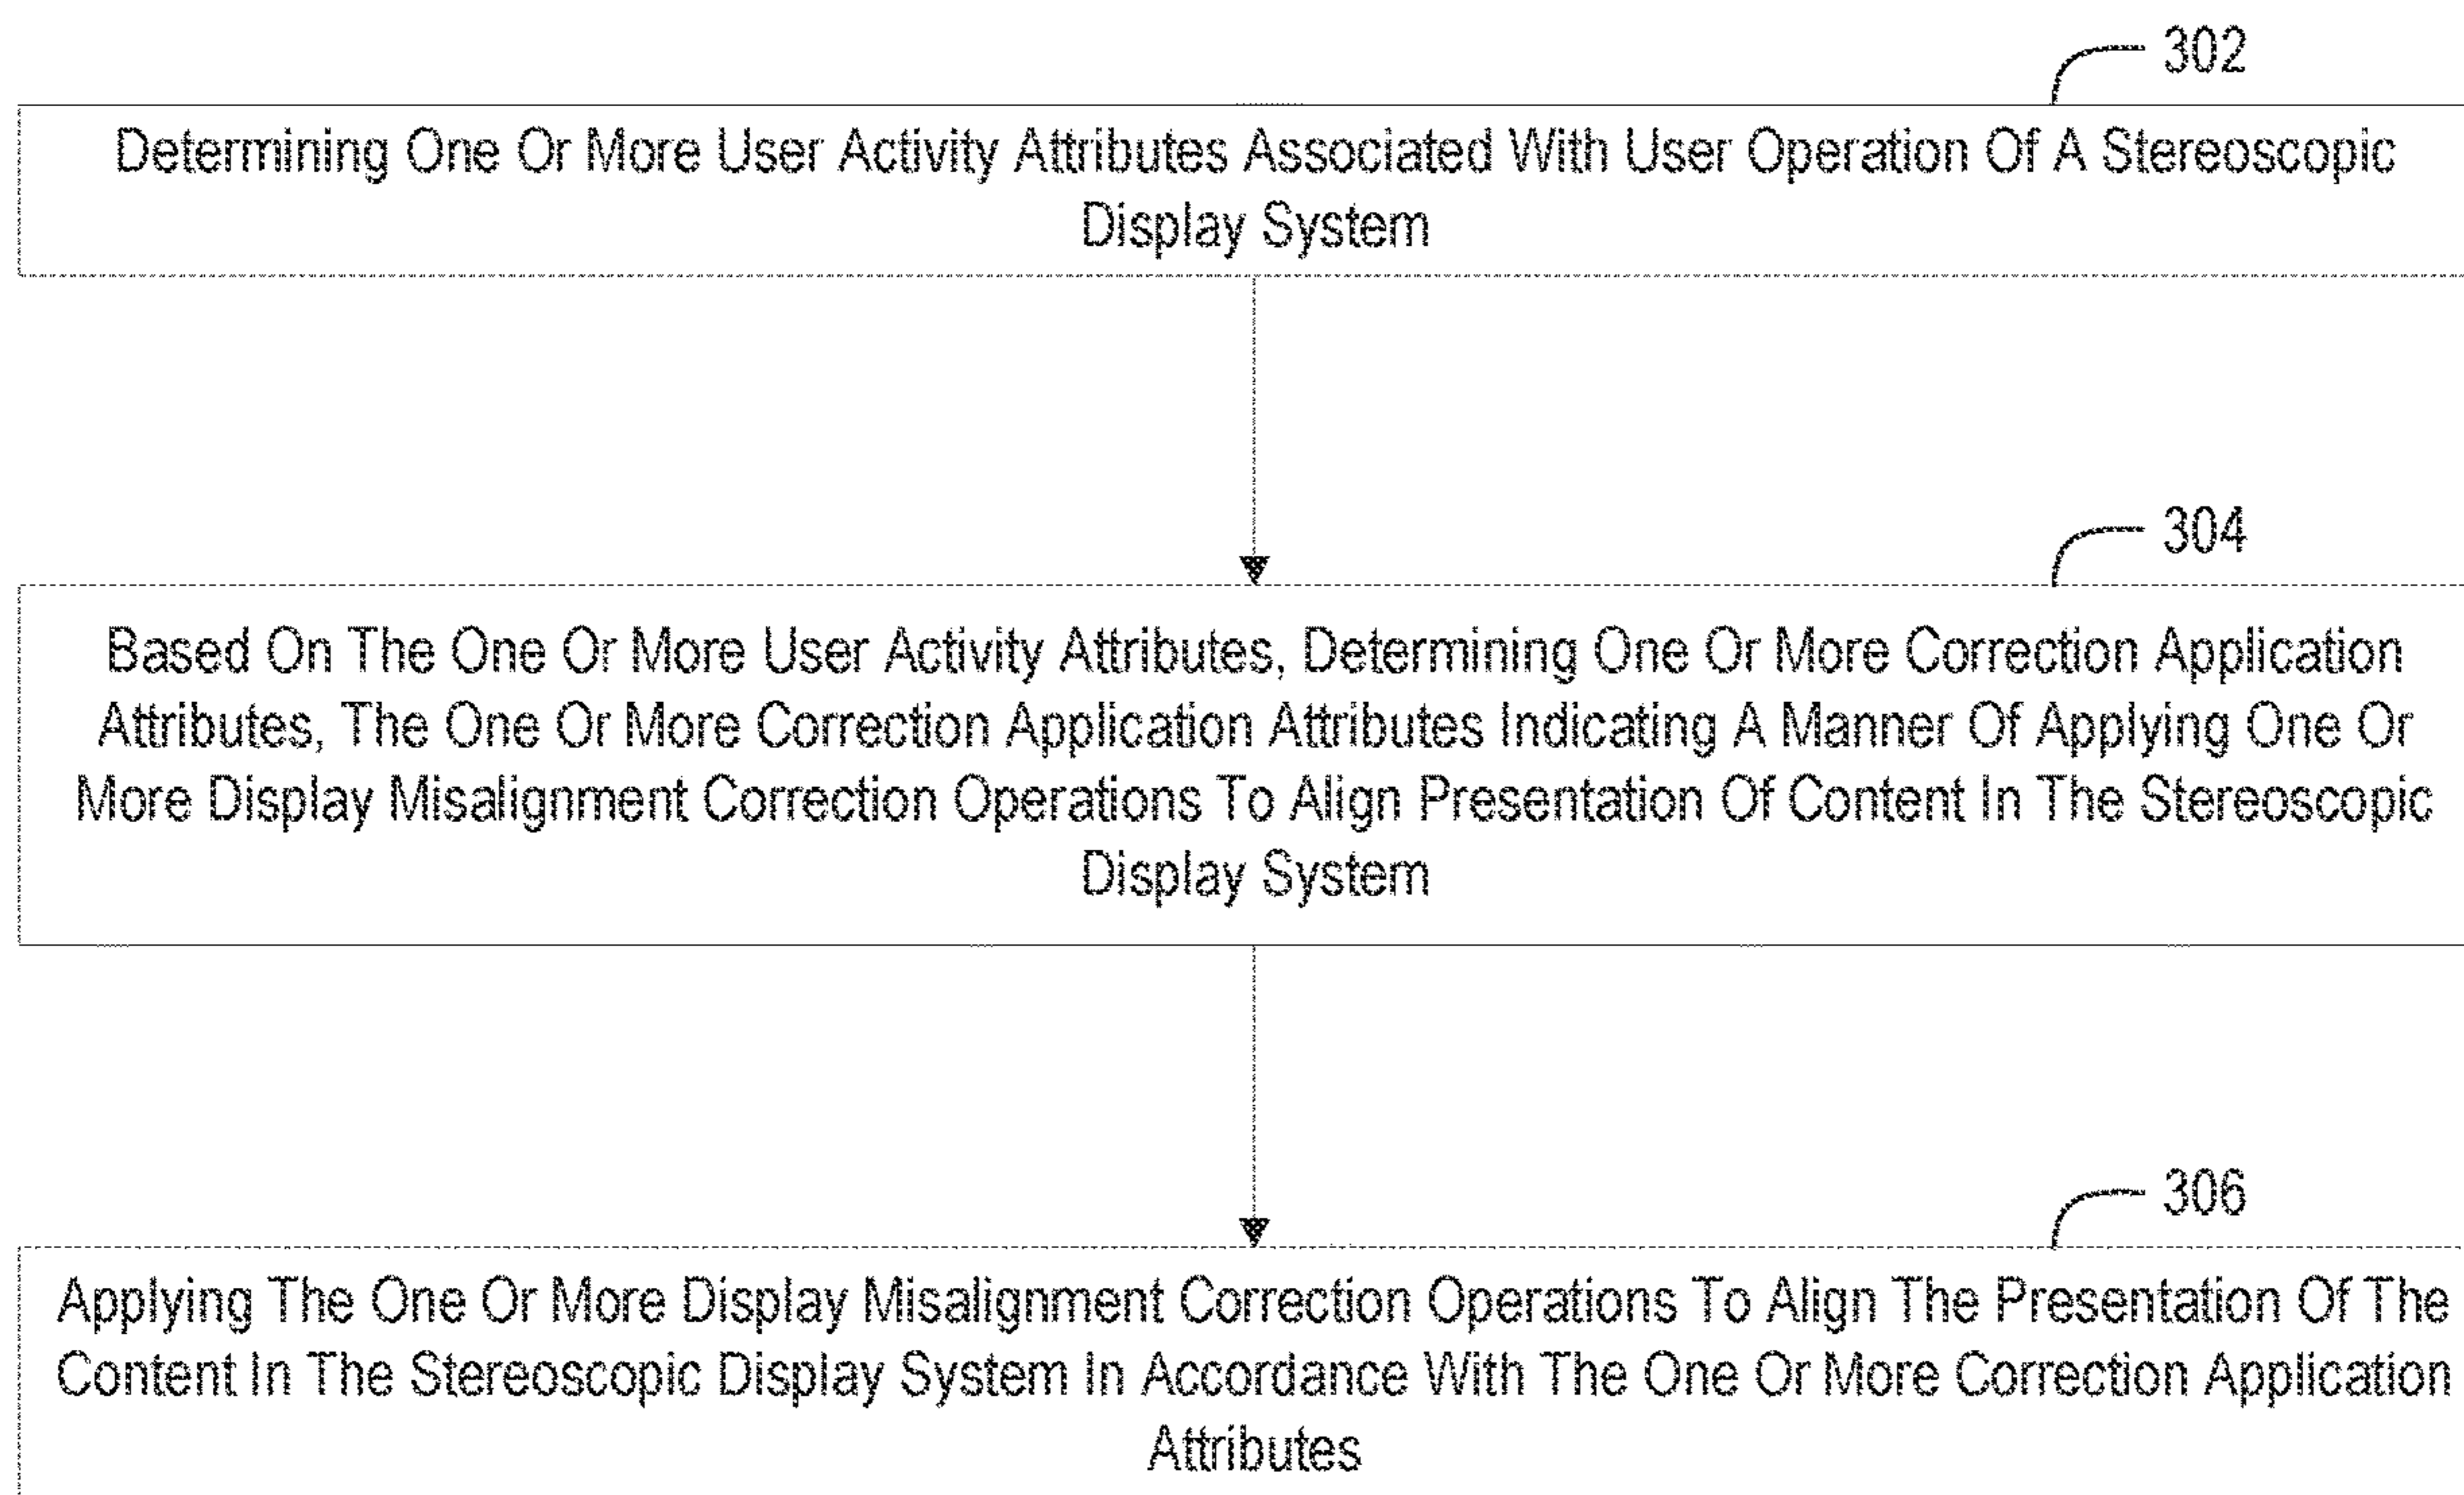 302
Determining One Or More User Activity Attributes Associated With User Operation Of A Stereoscopic
Display System
304
Based On The One Or More User Activity Attributes, Determining One Or More Correction Application
Attributes, The One Or More Correction Application Attributes Indicating A Manner Of Applying One Or
More Display Misalignment Correction Operations To Align Presentation Of Content In The Stereoscopic
Display System
306
Applying The One Or More Display Misalignment Correction Operations To Align The Presentation Of The
Content In The Stereoscopic Display System In Accordance With The One Or More Correction Application
Attributes